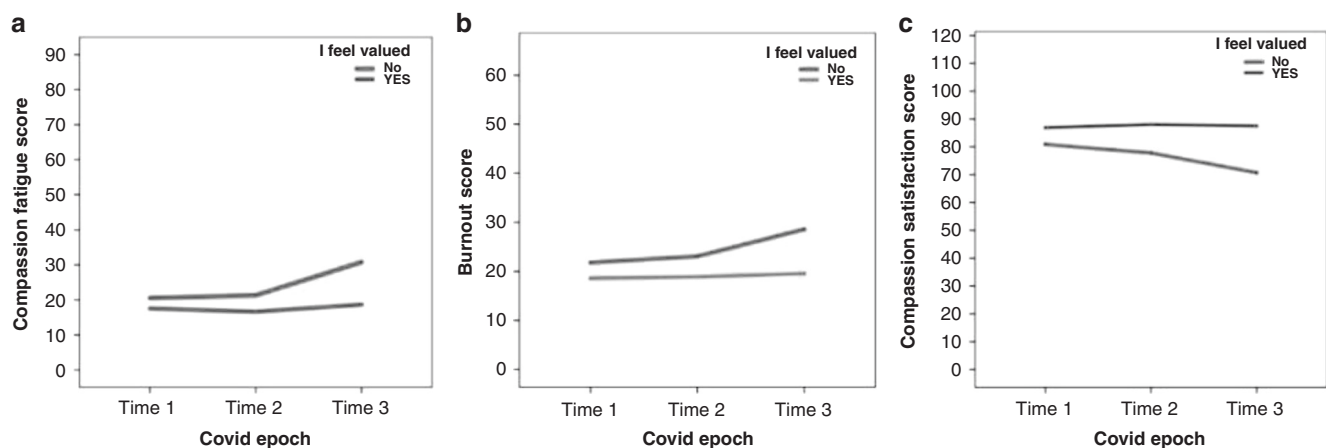 a
Compassion fatigue score
90
80
70
60
50
40
30
20
10
0
I feel valued
No
YES
Time 1 Time 2 Time 3
Covid epoch
b
Burnout score
60
50
40
30
20
10
0
I feel valued
No
YES
Time 1 Time 2 Time 3
Covid epoch
c
Compassion satisfaction score
120
110
100
90
80
70
60
50
40
30
20
10
0
I feel valued
No
YES
Time 1 Time 2 Time 3
Covid epoch